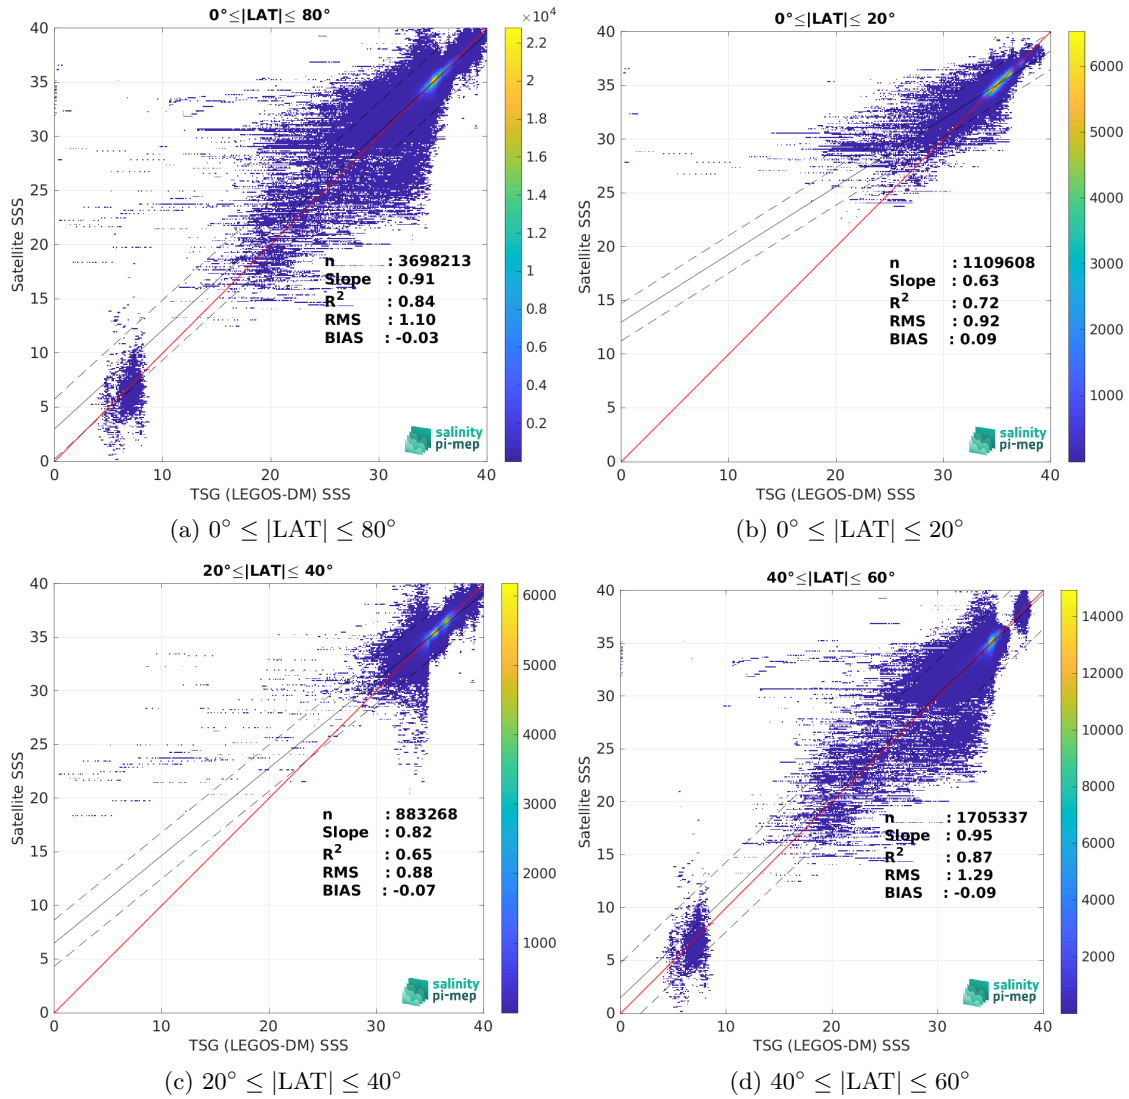 0°≤|LAT|≤ 80°
×10⁴
40
35
30
25
20
15
10
5
0
0
10
20
30
40
Satellite SSS
TSG (LEGOS-DM) SSS
n : 3698213
Slope : 0.91
R² : 0.84
RMS : 1.10
BIAS : -0.03
salinity
pi-mep
2.2
2
1.8
1.6
1.4
1.2
1
0.8
0.6
0.4
0.2
(a) 0° ≤ |LAT| ≤ 80°
0°≤|LAT|≤ 20°
40
35
30
25
20
15
10
5
0
0
10
20
30
40
Satellite SSS
TSG (LEGOS-DM) SSS
n : 1109608
Slope : 0.63
R² : 0.72
RMS : 0.92
BIAS : 0.09
salinity
pi-mep
6000
5000
4000
3000
2000
1000
(b) 0° ≤ |LAT| ≤ 20°
20°≤|LAT|≤ 40°
40
35
30
25
20
15
10
5
0
0
10
20
30
40
Satellite SSS
TSG (LEGOS-DM) SSS
n : 883268
Slope : 0.82
R² : 0.65
RMS : 0.88
BIAS : -0.07
salinity
pi-mep
6000
5000
4000
3000
2000
1000
(c) 20° ≤ |LAT| ≤ 40°
40°≤|LAT|≤ 60°
40
35
30
25
20
15
10
5
0
0
10
20
30
40
Satellite SSS
TSG (LEGOS-DM) SSS
n : 1705337
Slope : 0.95
R² : 0.87
RMS : 1.29
BIAS : -0.09
salinity
pi-mep
14000
12000
10000
8000
6000
4000
2000
(d) 40° ≤ |LAT| ≤ 60°